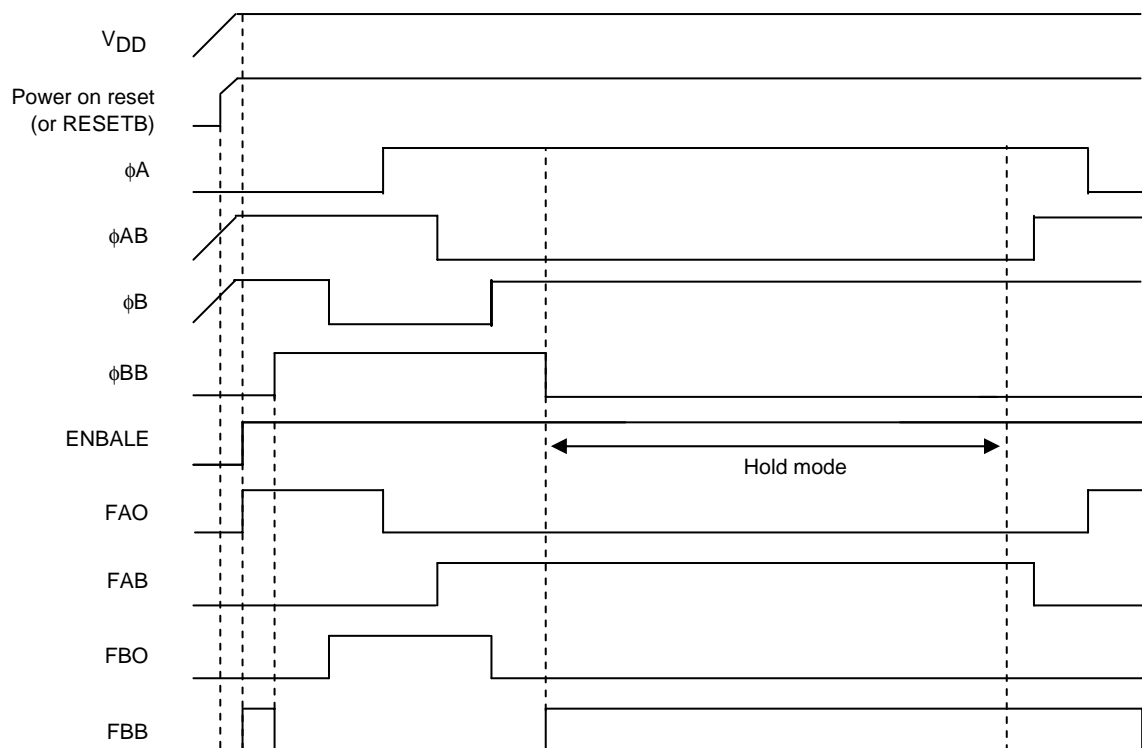 VDD
Power on reset
(or RESETB)
ϕA
ϕAB
ϕB
ϕBB
ENBALE
Hold mode
FAO
FAB
FBO
FBB